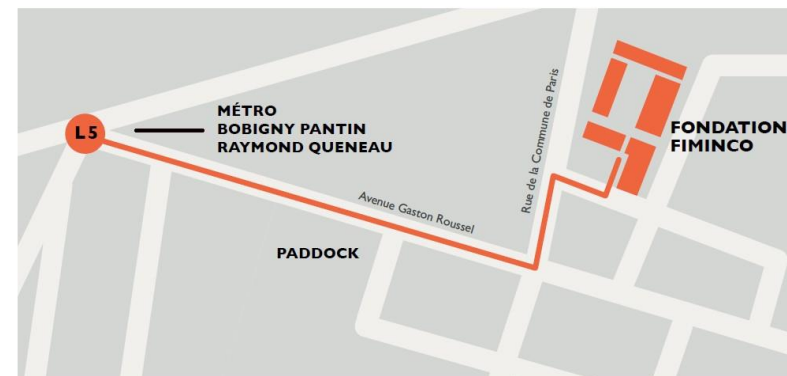 L5
MÉTRO
BOBIGNY PANTIN
RAYMOND QUENEAU
Rue de la Commune de Paris
FONDATION
FIMINCO
Avenue Gaston Roussel
PADDOCK